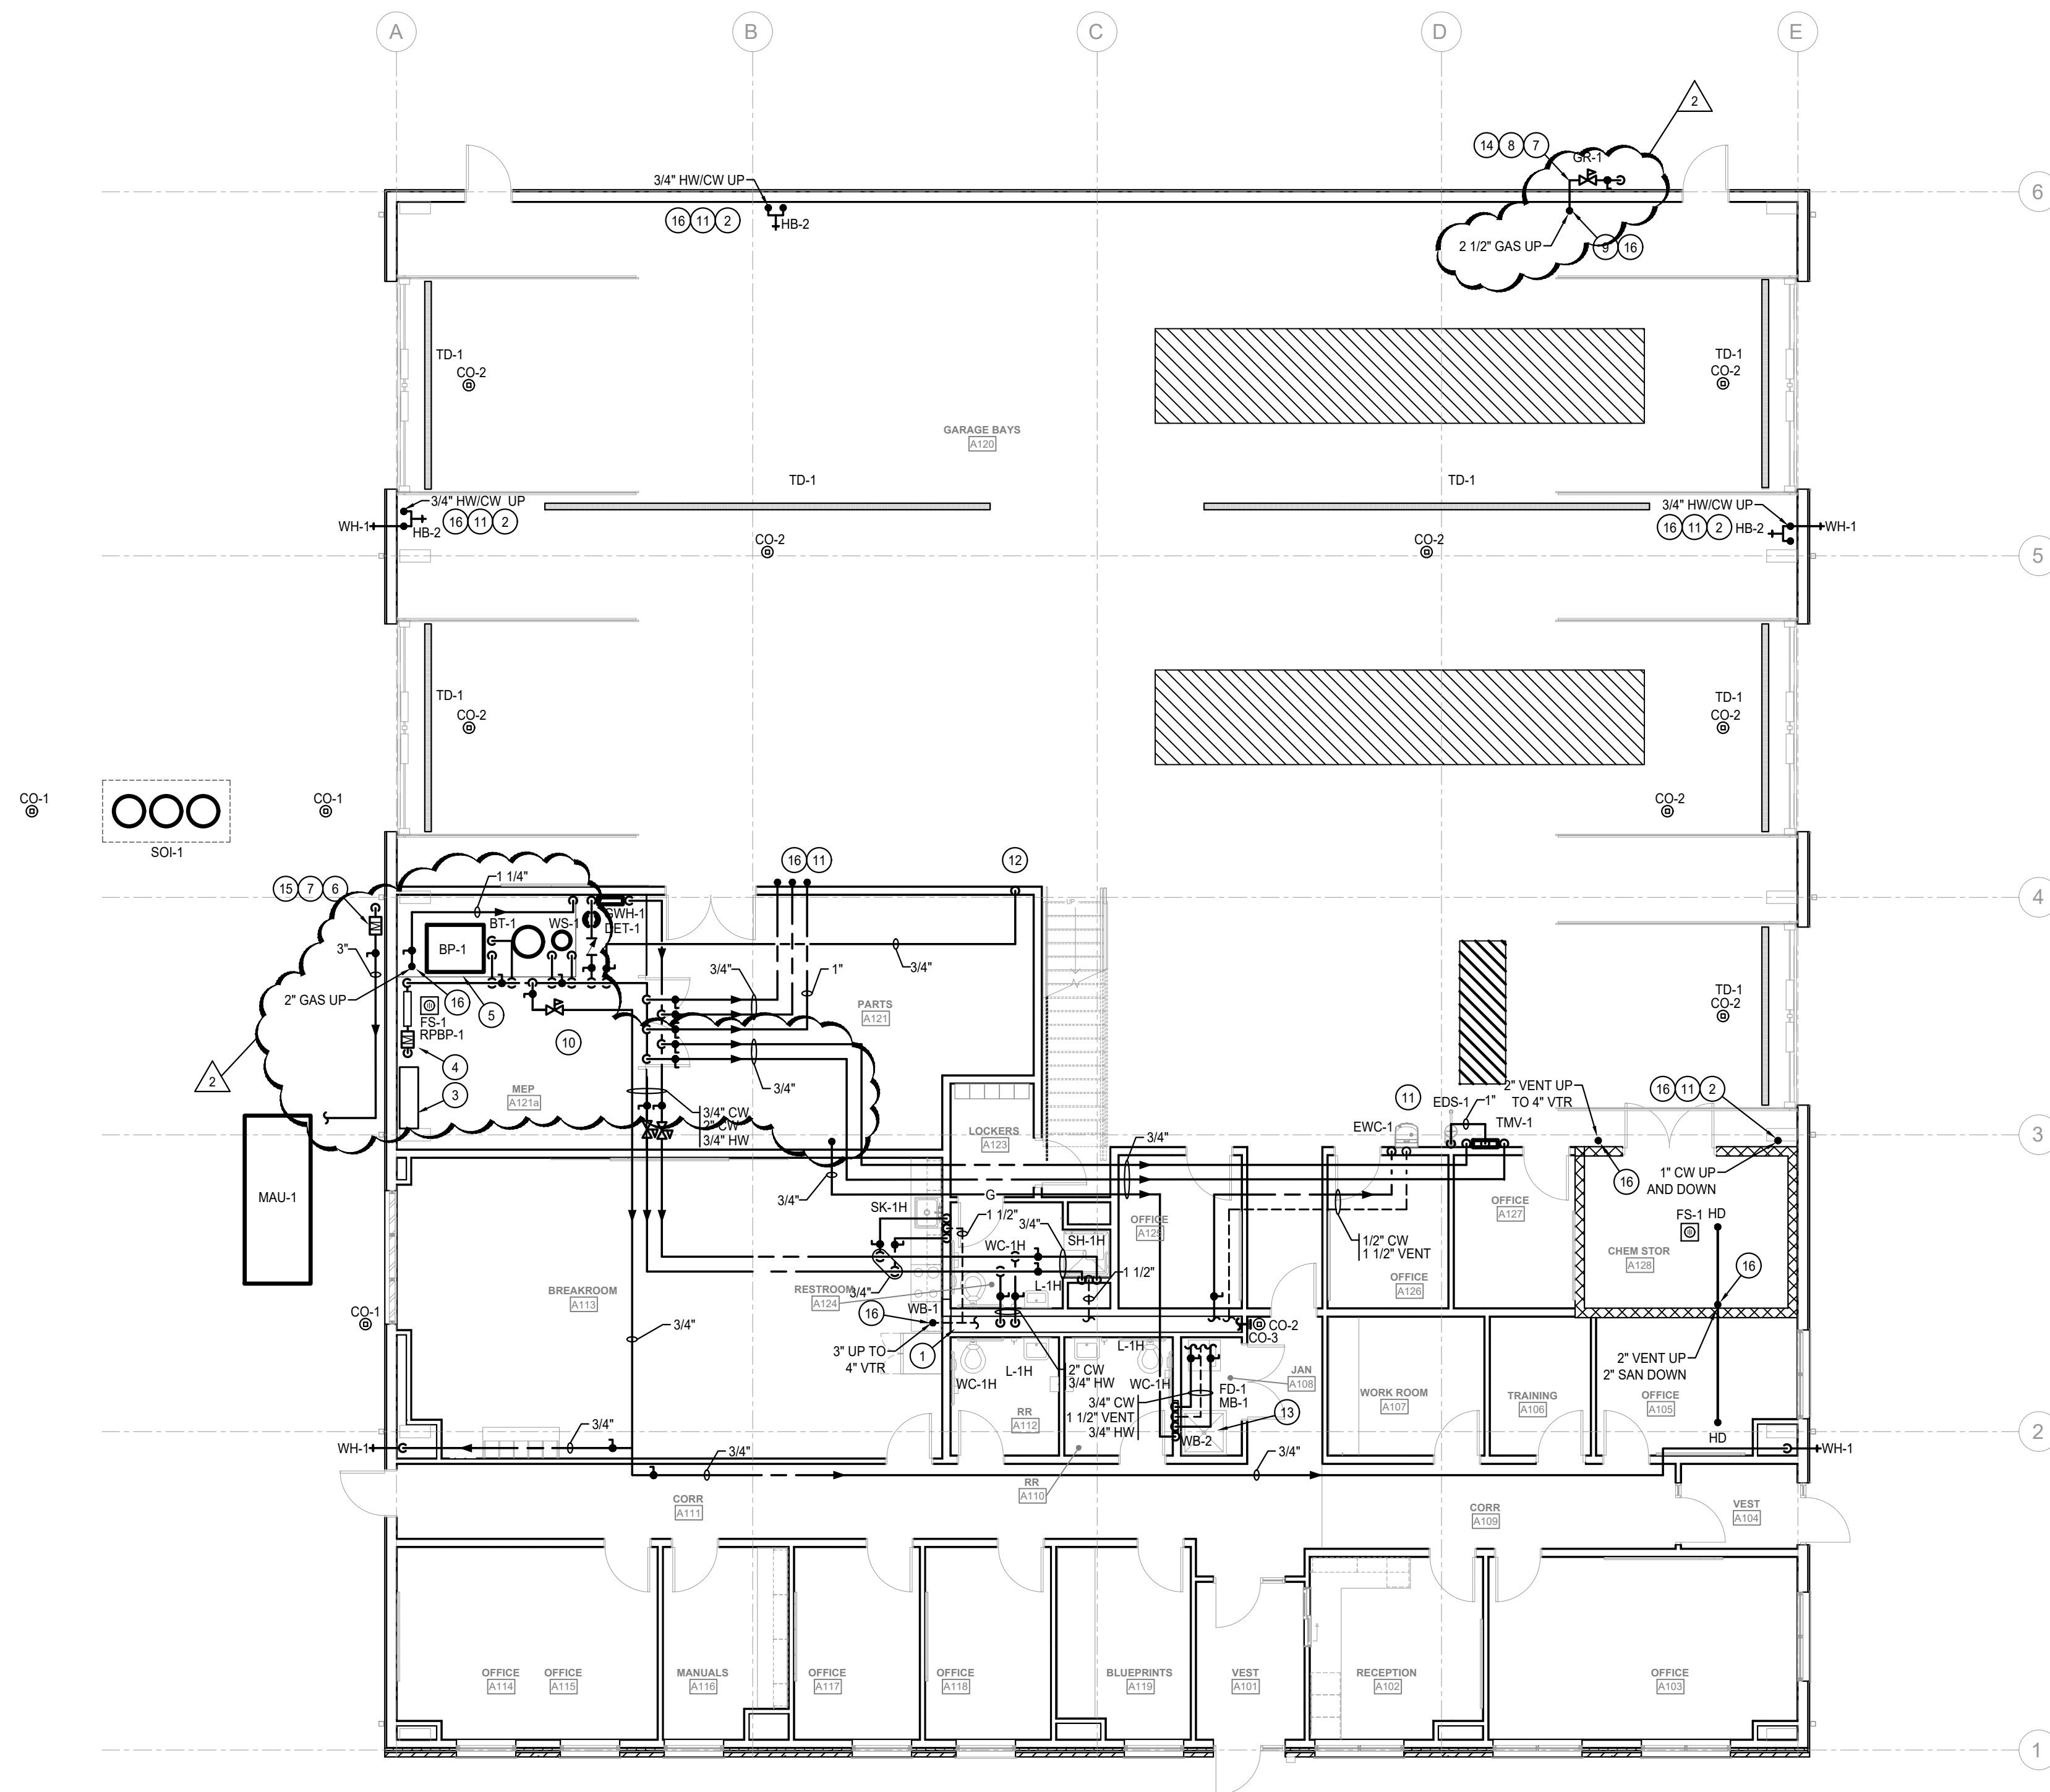 A
B
C
D
E
2
14
8
7
GR-1
3/4" HW/CW UP
6
16
11
2
HB-2
2 1/2" GAS UP
9
16
TD-1
CO-2
TD-1
CO-2
GARAGE BAYS
A120
TD-1
TD-1
3/4" HW/CW  UP
16
11
2
WH-1
HB-2
3/4" HW/CW UP
16
11
2
HB-2
WH-1
CO-2
CO-2
5
TD-1
CO-2
TD-1
CO-2
CO-1
CO-1
CO-2
SOI-1
16
11
12
15
7
6
1 1/4"
4
BT-1
WS-1
GWH-1
DET-1
BP-1
3"
3/4"
3/4"
1"
2" GAS UP
16
5
PARTS
A121
UP
TD-1
CO-2
FS-1
RPBP-1
10
4
3
2
MEP
A121a
3/4"
3/4" CW
2" CW
3/4" HW
2" VENT UP
TO 4" VTR
16
11
2
11
EDS-1
1"
EWC-1
TMV-1
LOCKERS
A123
3/4"
3
1" CW UP
AND DOWN
16
MAU-1
3/4"
G
SK-1H
1 1/2"
3/4"
OFFICE
A125
OFFICE
A127
FS-1
HD
WC-1H
SH-1H
1/2" CW
1 1/2" VENT
CHEM STOR
A128
BREAKROOM
A113
RESTROOM
A124
3/4"
L-1H
1 1/2"
OFFICE
A126
16
CO-1
3/4"
WB-1
16
CO-2
CO-3
3" UP TO
4" VTR
1
L-1H
L-1H
WC-1H
WC-1H
2" CW
3/4" HW
JAN
A108
2" VENT UP
2" SAN DOWN
FD-1
MB-1
3/4" CW
1 1/2" VENT
3/4" HW
13
WORK ROOM
A107
TRAINING
A106
OFFICE
A105
RR
A112
WB-2
HD
2
WH-1
3/4"
3/4"
3/4"
WH-1
RR
A110
CORR
A111
CORR
A109
VEST
A104
OFFICE
A114
OFFICE
A115
MANUALS
A116
OFFICE
A117
OFFICE
A118
BLUEPRINTS
A119
VEST
A101
RECEPTION
A102
OFFICE
A103
1